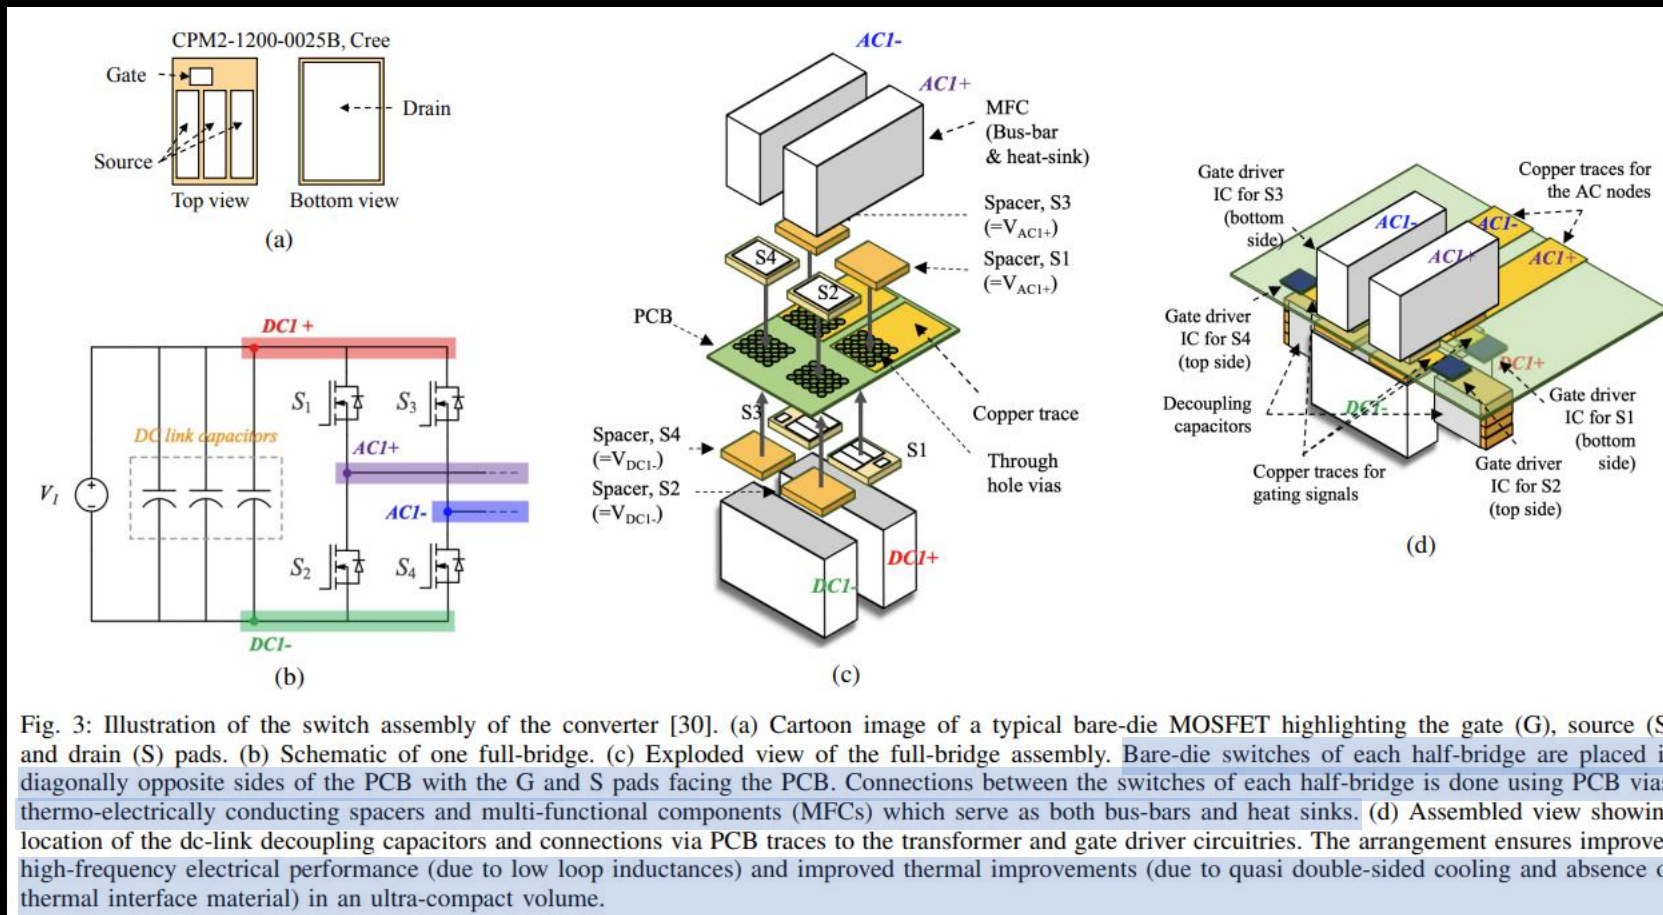 CPM2-1200-0025B, Cree
Gate
Drain
Source
Top view
Bottom view
(a)
DC1 +
S1
S3
DC link capacitors
AC1+
VI
+
-
AC1-
S2
S4
DC1-
(b)
AC1-
AC1+
MFC
(Bus-bar
& heat-sink)
Spacer, S3
(=VAC1+)
S4
Spacer, S1
(=VAC1+)
S2
PCB
Copper trace
S3
Spacer, S4
(=VDC1-)
S1
Through
hole vias
Spacer, S2
(=VDC1-)
DC1+
DC1-
(c)
Gate driver
IC for S3
(bottom
side)
Copper traces for
the AC nodes
AC1-
AC1-
AC1+
AC1+
Gate driver
IC for S4
(top side)
DC1+
Decoupling
capacitors
DC1-
Gate driver
IC for S1
(bottom
side)
Copper traces for
gating signals
Gate driver
IC for S2
(top side)
(d)
Fig. 3: Illustration of the switch assembly of the converter [30]. (a) Cartoon image of a typical bare-die MOSFET highlighting the gate (G), source (S
and drain (S) pads. (b) Schematic of one full-bridge. (c) Exploded view of the full-bridge assembly. Bare-die switches of each half-bridge are placed i
diagonally opposite sides of the PCB with the G and S pads facing the PCB. Connections between the switches of each half-bridge is done using PCB via
thermo-electrically conducting spacers and multi-functional components (MFCs) which serve as both bus-bars and heat sinks. (d) Assembled view showin
location of the dc-link decoupling capacitors and connections via PCB traces to the transformer and gate driver circuitries. The arrangement ensures improve
high-frequency electrical performance (due to low loop inductances) and improved thermal improvements (due to quasi double-sided cooling and absence o
thermal interface material) in an ultra-compact volume.